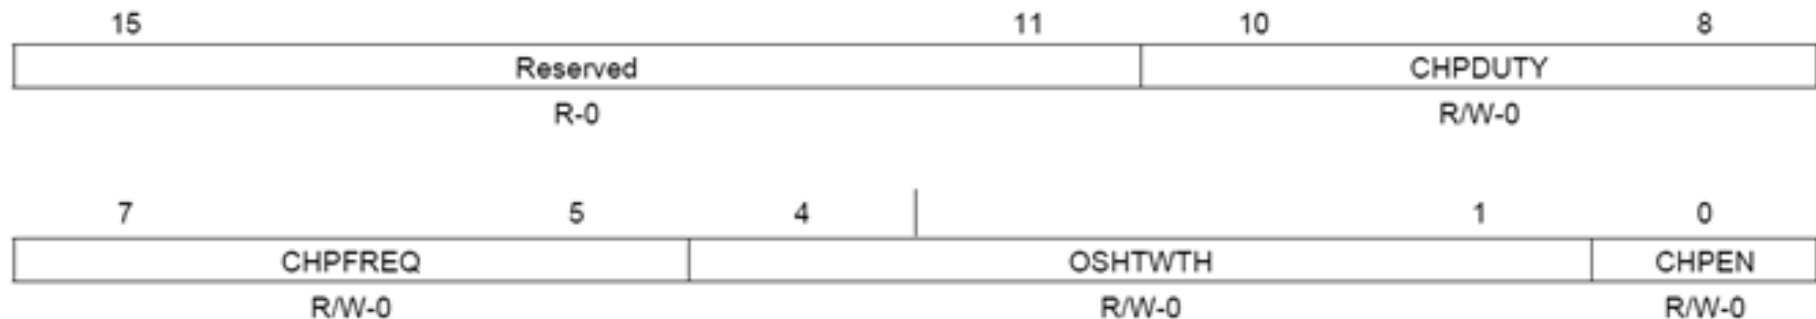 15 11 10 8
Reserved CHPDUTY
R-0 R/W-0
7 5 4 1 0
CHPFREQ OSHTWTH CHPEN
R/W-0 R/W-0 R/W-0